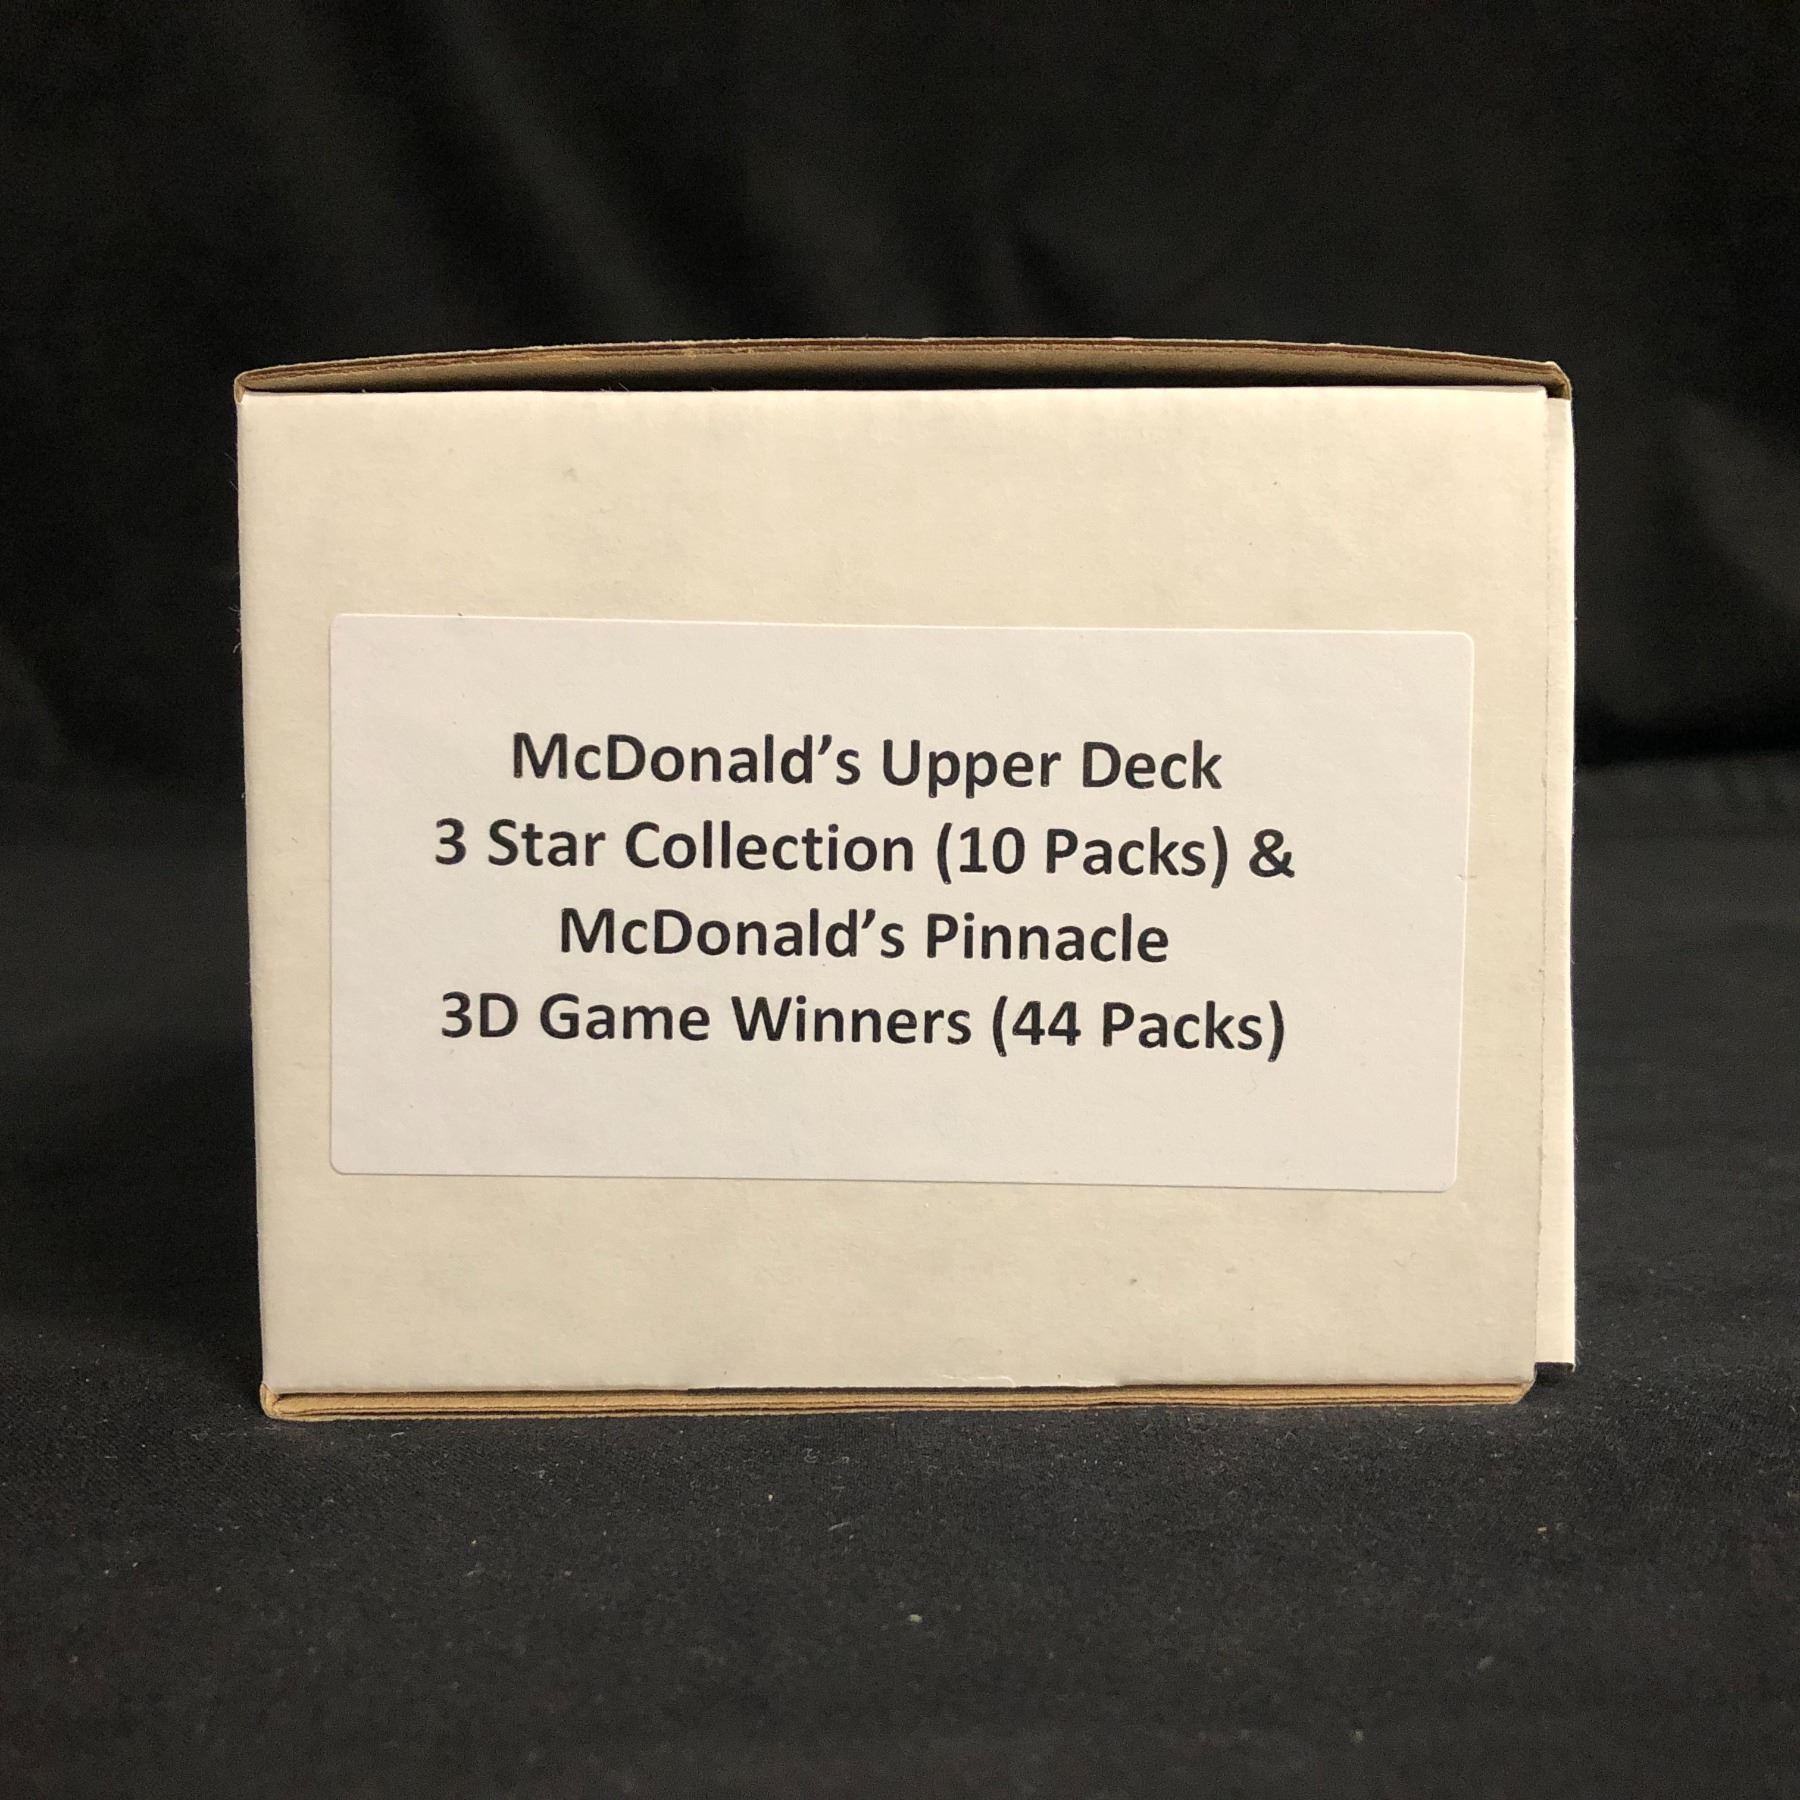 McDonald’s Upper Deck
3 Star Collection (10 Packs) &
McDonald’s Pinnacle
3D Game Winners (44 Packs)